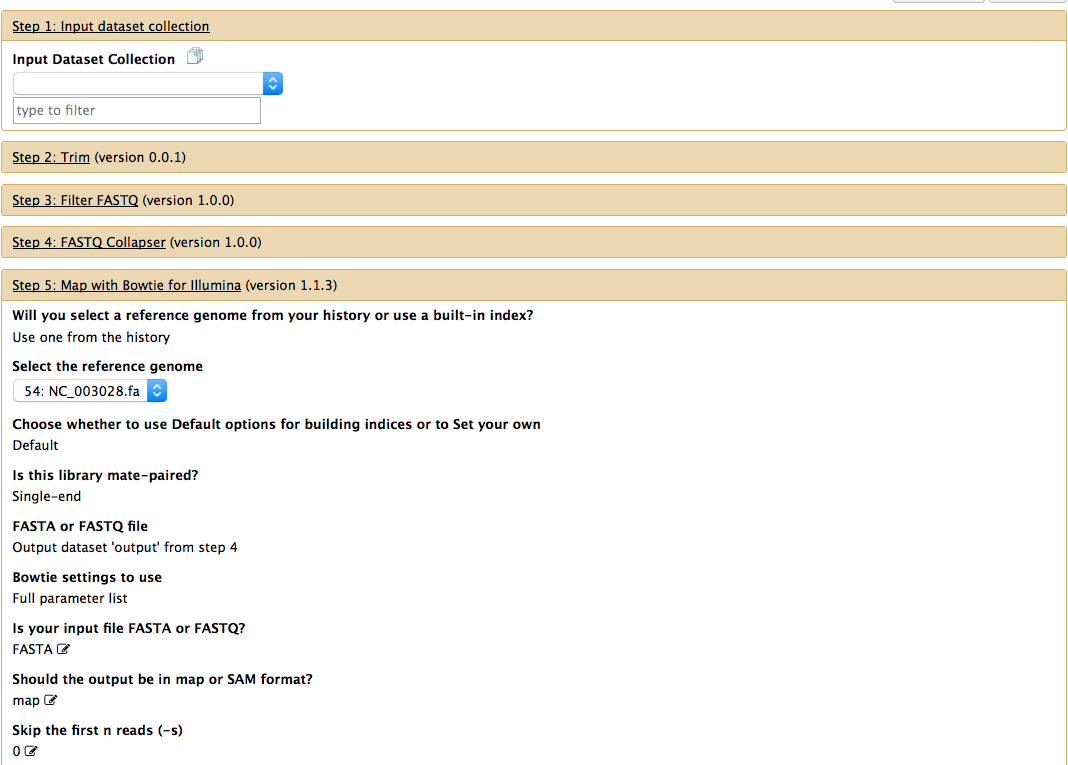 Step 1: Input dataset collection
Input Dataset Collection
type to filter
Step 2: Trim (version 0.0.1)
Step 3: Filter FASTQ (version 1.0.0)
Step 4: FASTQ Collapser (version 1.0.0)
Step 5: Map with Bowtie for Illumina (version 1.1.3)
Will you select a reference genome from your history or use a built-in index?
Use one from the history
Select the reference genome
54: NC_003028.fa
Choose whether to use Default options for building indices or to Set your own
Default
Is this library mate-paired?
Single-end
FASTA or FASTQ file
Output dataset 'output' from step 4
Bowtie settings to use
Full parameter list
Is your input file FASTA or FASTQ?
FASTA
Should the output be in map or SAM format?
map
Skip the first n reads (-s)
0